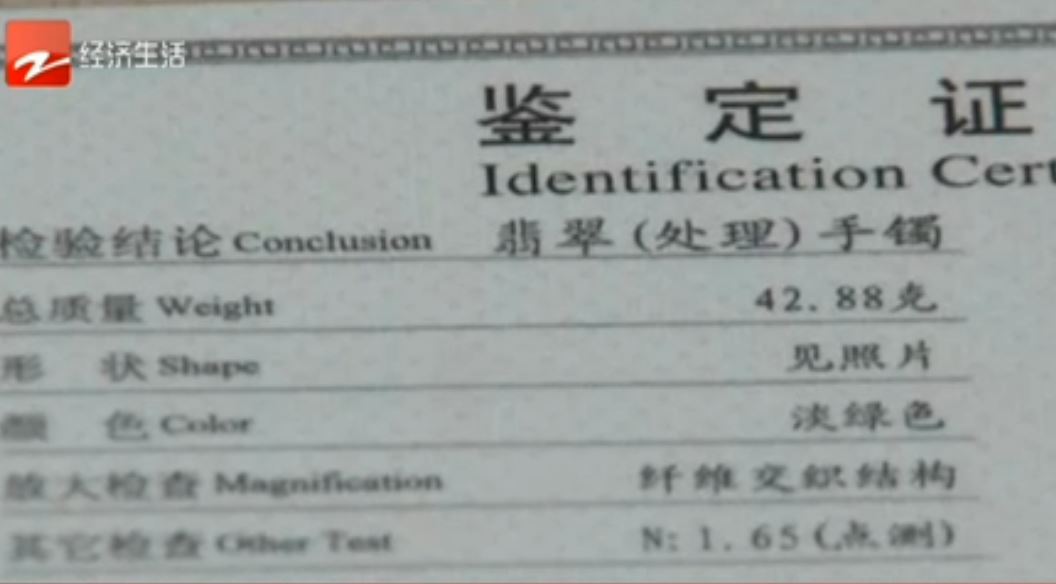 经济生活
鉴定证
Identification Cert
检验结论 Conclusion 翡翠(处理)手镯
总质量 Weight 42.88克
形状 Shape 见照片
颜色 Color 淡绿色
放大检查 Magnification 纤维交织结构
其它检查 Other Test N: 1.65(点测)